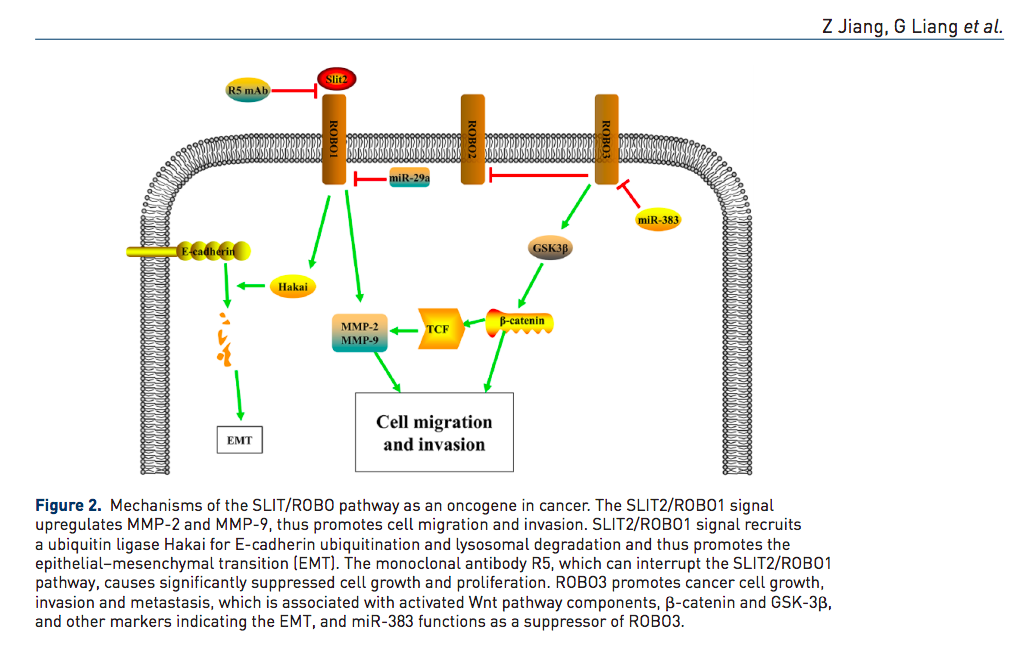 Z Jiang, G Liang et al.
Slit2
R5 mAb
ROBO1
ROBO2
ROBO3
miR-29a
miR-383
E-cadherin
GSK3β
Hakai
MMP-2
MMP-9
TCF
β-catenin
Cell migration
and invasion
EMT
Figure 2. Mechanisms of the SLIT/ROBO pathway as an oncogene in cancer. The SLIT2/ROBO1 signal
upregulates MMP-2 and MMP-9, thus promotes cell migration and invasion. SLIT2/ROBO1 signal recruits
a ubiquitin ligase Hakai for E-cadherin ubiquitination and lysosomal degradation and thus promotes the
epithelial–mesenchymal transition (EMT). The monoclonal antibody R5, which can interrupt the SLIT2/ROBO1
pathway, causes significantly suppressed cell growth and proliferation. ROBO3 promotes cancer cell growth,
invasion and metastasis, which is associated with activated Wnt pathway components, β-catenin and GSK-3β,
and other markers indicating the EMT, and miR-383 functions as a suppressor of ROBO3.